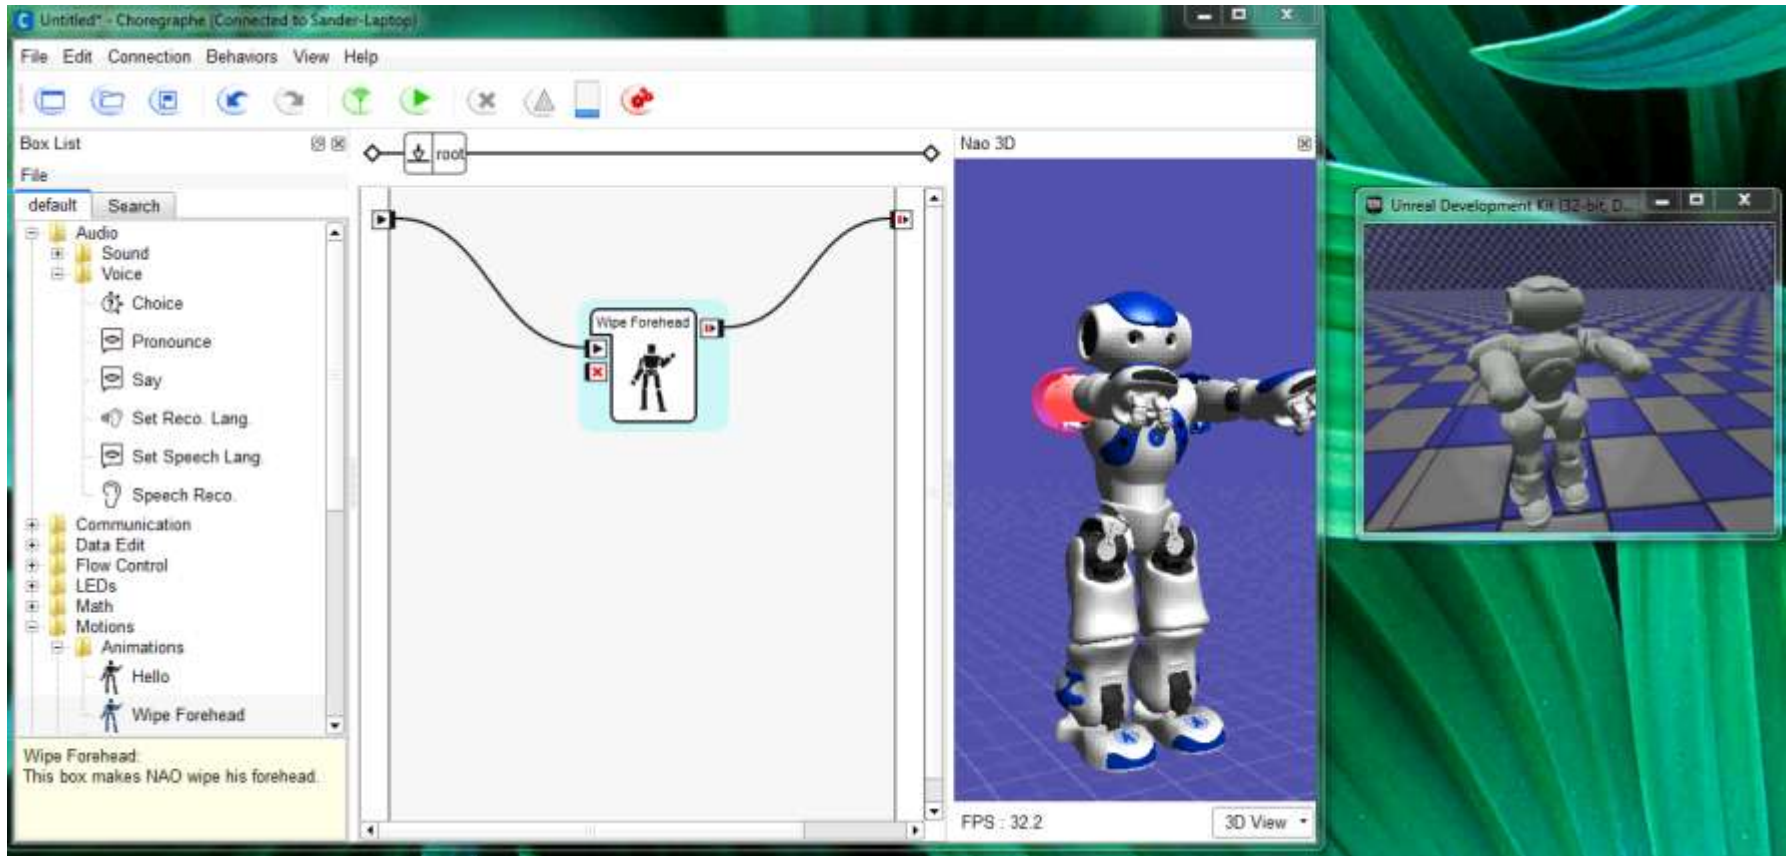 Untitled* - Choregraphe (Connected to Sander-Laptop)
File Edit Connection Behaviors View Help
Box List
File
default Search
Audio
Sound
Voice
Choice
Pronounce
Say
Set Reco. Lang.
Set Speech Lang.
Speech Reco.
Communication
Data Edit
Flow Control
LEDs
Math
Motions
Animations
Hello
Wipe Forehead
Wipe Forehead:
This box makes NAO wipe his forehead.
root
Wipe Forehead
Nao 3D
FPS : 32.2
3D View
Unreal Development Kit (32-bit, D...